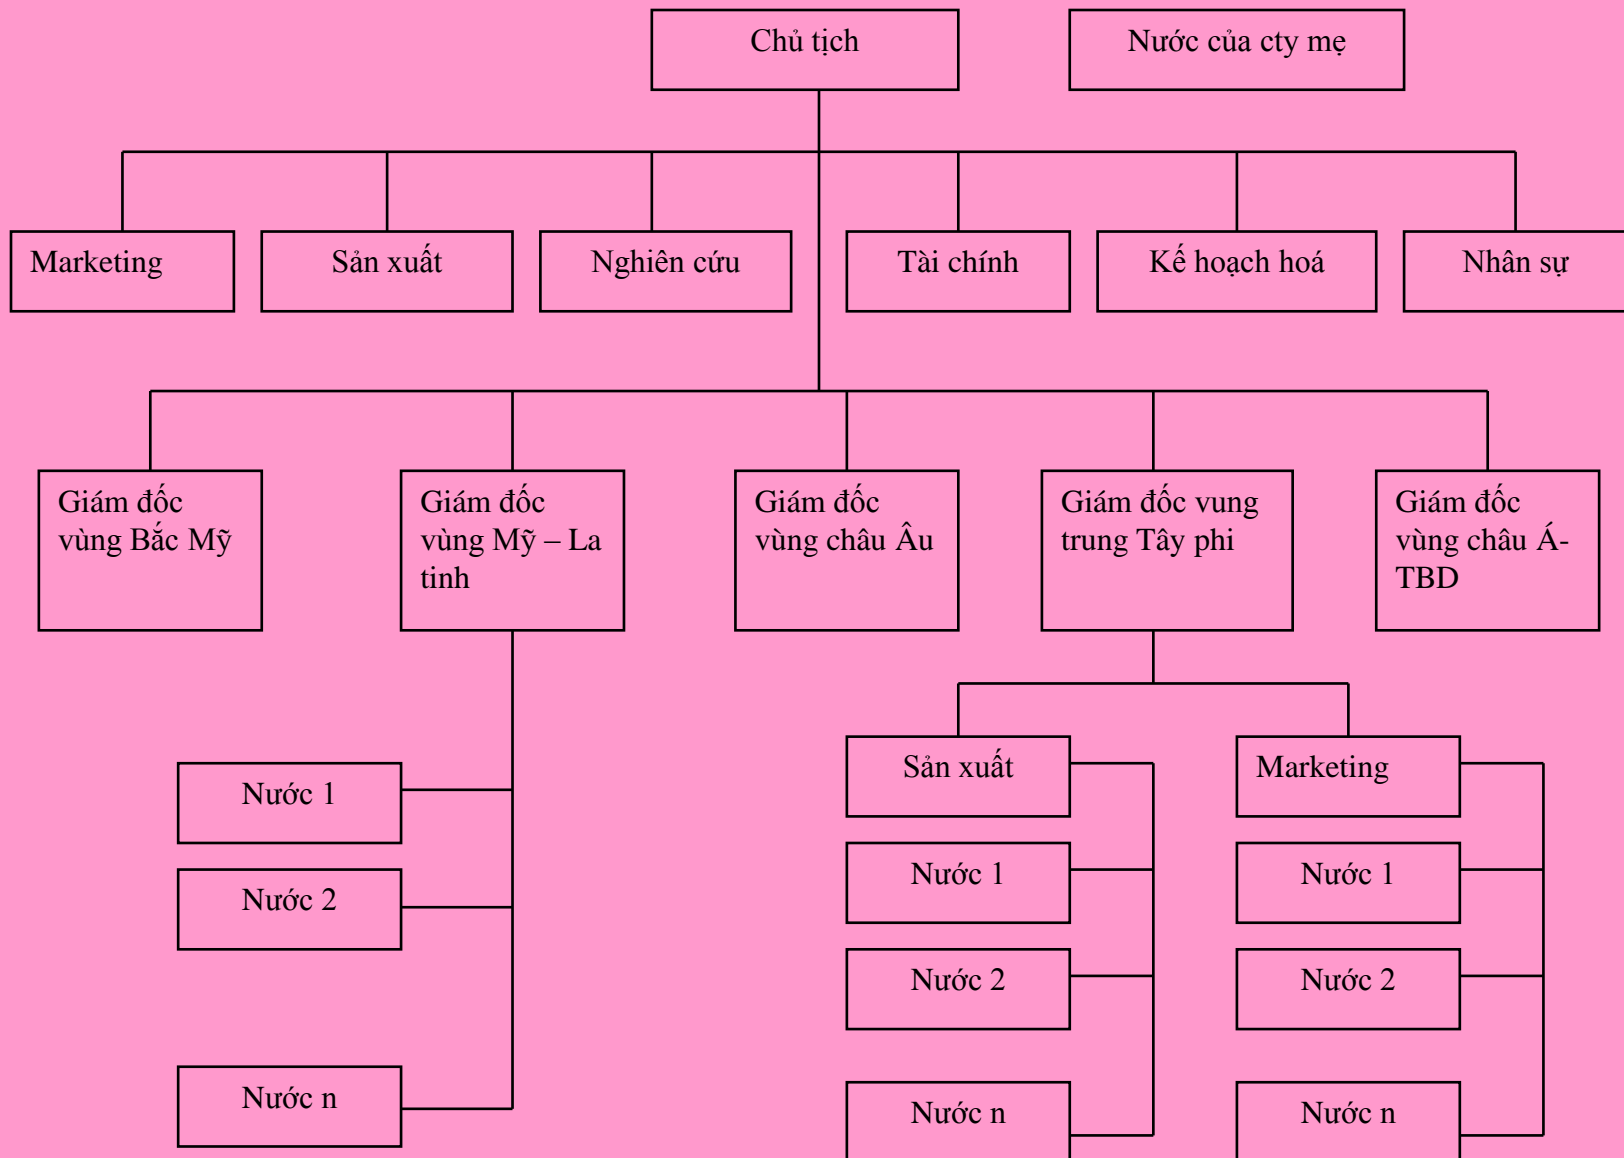 Chủ tịch
Nước của cty mẹ
Marketing
Sản xuất
Nghiên cứu
Tài chính
Kế hoạch hoá
Nhân sự
Giám đốc
vùng Bắc Mỹ
Giám đốc
vùng Mỹ – La
tinh
Giám đốc
vùng châu Âu
Giám đốc vung
trung Tây phi
Giám đốc
vùng châu Á-
TBD
Nước 1
Nước 2
Nước n
Sản xuất
Nước 1
Nước 2
Nước n
Marketing
Nước 1
Nước 2
Nước n